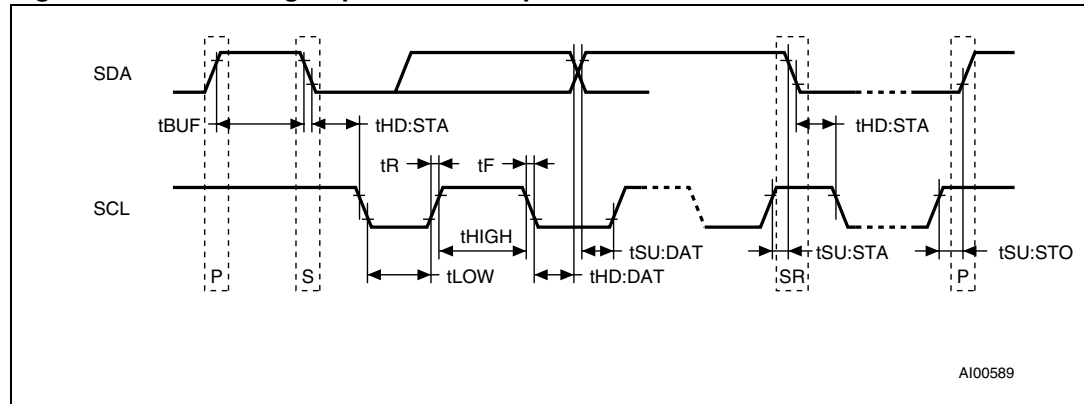 SDA
tBUF
tHD:STA
tHD:STA
tR
tF
SCL
tHIGH
tSU:DAT
tSU:STA
tSU:STO
P
S
tLOW
tHD:DAT
SR
P
AI00589